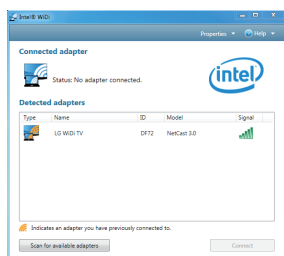 Intel® WiDi
Properties Help
Connected adapter
Status: No adapter connected.
intel
Detected adapters
Type Name ID Model Signal
LG WiDi TV DF72 NetCast 3.0
Indicates an adapter you have previously connected to.
Scan for available adapters Connect